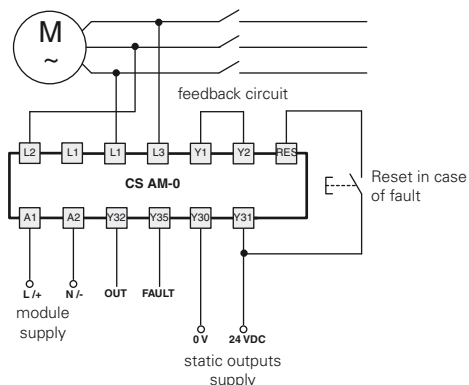 M
~
feedback circuit
L2 L1 L1 L3 Y1 Y2 RES
CS AM-0
Reset in case
of fault
A1 A2 Y32 Y35 Y30 Y31
L /+ N /- OUT FAULT
module
supply
0 V 24 VDC
static outputs
supply